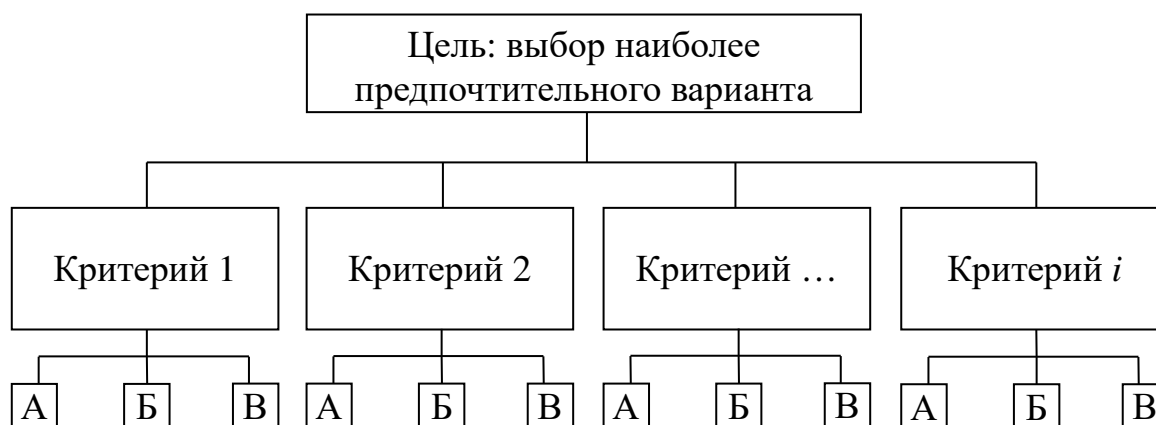 Цель: выбор наиболее
предпочтительного варианта
Критерий 1
Критерий 2
Критерий …
Критерий i
А Б В А Б В А Б В А Б В